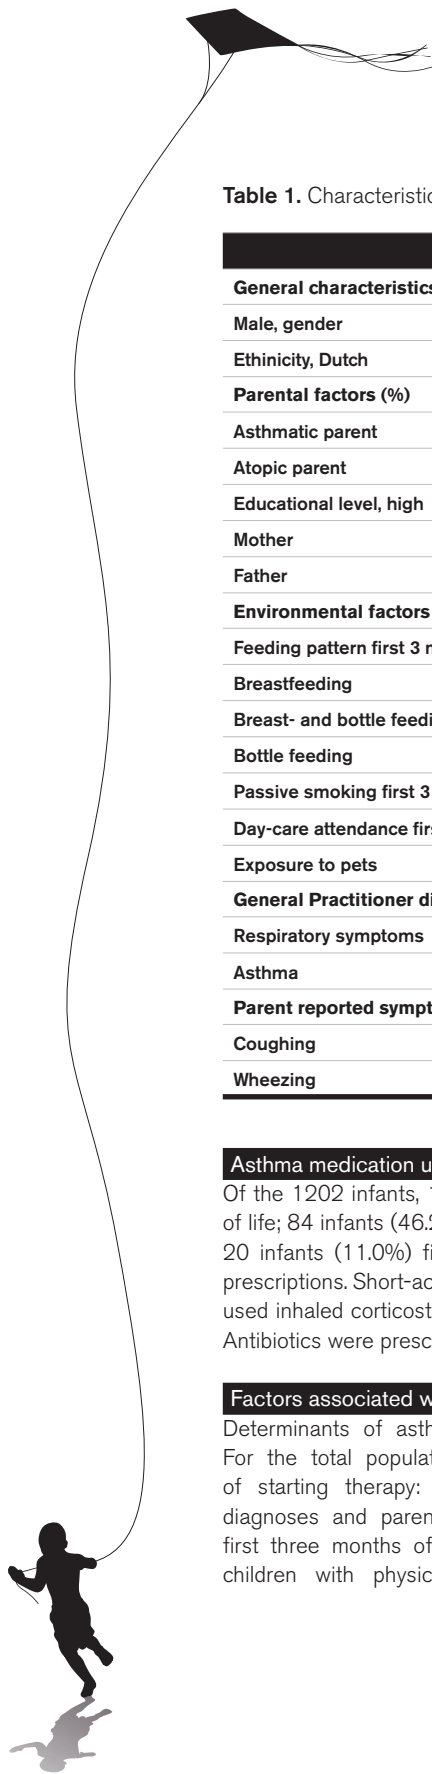 Table 1. Characteristic
General characteristics
Male, gender
Ethinicity, Dutch
Parental factors (%)
Asthmatic parent
Atopic parent
Educational level, high
Mother
Father
Environmental factors
Feeding pattern first 3
Breastfeeding
Breast- and bottle feedi
Bottle feeding
Passive smoking first 3
Day-care attendance firs
Exposure to pets
General Practitioner di
Respiratory symptoms
Asthma
Parent reported sympt
Coughing
Wheezing
Asthma medication u
Of the 1202 infants,
of life; 84 infants (46.2
20 infants (11.0%) fi
prescriptions. Short-ac
used inhaled corticost
Antibiotics were presc
Factors associated w
Determinants of asth
For the total populat
of starting therapy:
diagnoses and paren
first three months of
children with physic